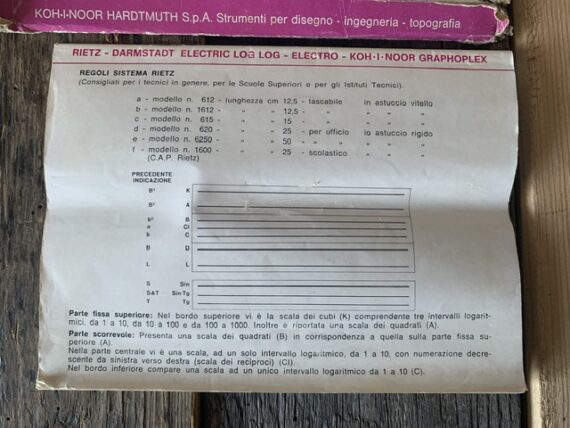 KOH-I-NOOR HARDTMUTH S.p.A. Strumenti per disegno - ingegneria - topografia
RIETZ - DARMSTADT ELECTRIC LOG LOG - ELECTRO - KOH-I-NOOR GRAPHOPLEX
REGOLI SISTEMA RIETZ
(Consigliati per i tecnici in genere, per le Scuole Superiori e per gli Istituti Tecnici).
a - modello n. 612 - lunghezza cm 12,5 - tascabile in astuccio vitello
b - modello n. 1612 - " " 12,5 - " " " "
c - modello n. 615 - " " 15 - " " " "
d - modello n. 620 - " " 25 - per ufficio in astuccio rigido
e - modello n. 6250 - " " 50 " " " " "
f - modello n. 1600 - " " 25 - scolastico " " "
(C.A.P. Rietz)
PRECEDENTE
INDICAZIONE
B³ K
B² A
b² B
a CI
b C
B D
L L
S Sin
S&T Sin Tg
T Tg
Parte fissa superiore: Nel bordo superiore vi è la scala dei cubi (K) comprendente tre intervalli logarit-
mici, da 1 a 10, da 10 a 100 e da 100 a 1000. Inoltre è riportata una scala dei quadrati (A).
Parte scorrevole: Presenta una scala dei quadrati (B) in corrispondenza a quella sulla parte fissa su-
periore (A).
Nella parte centrale vi è una scala, ad un solo intervallo logaritmico, da 1 a 10, con numerazione decre-
scente da sinistra verso destra (scala dei reciproci) (CI).
Nel bordo inferiore compare una scala ad un unico intervallo logaritmico da 1 a 10 (C).